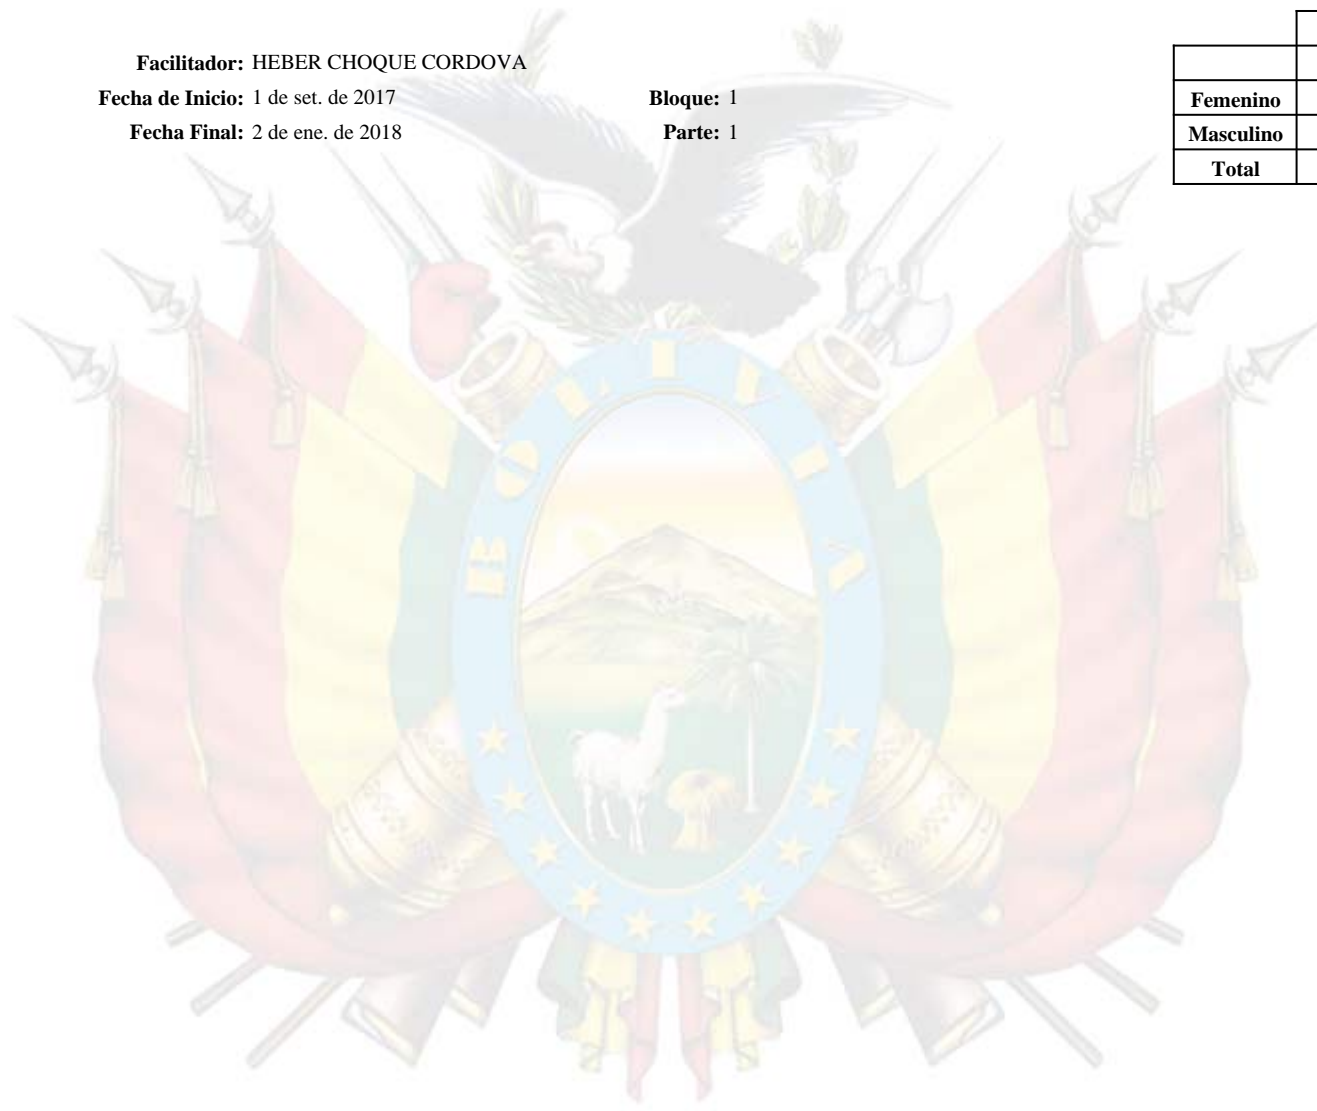 Facilitador: HEBER CHOQUE CORDOVA
Fecha de Inicio: 1 de set. de 2017 Bloque: 1
Fecha Final: 2 de ene. de 2018 Parte: 1
Femenino
Masculino
Total
BOLIVIA